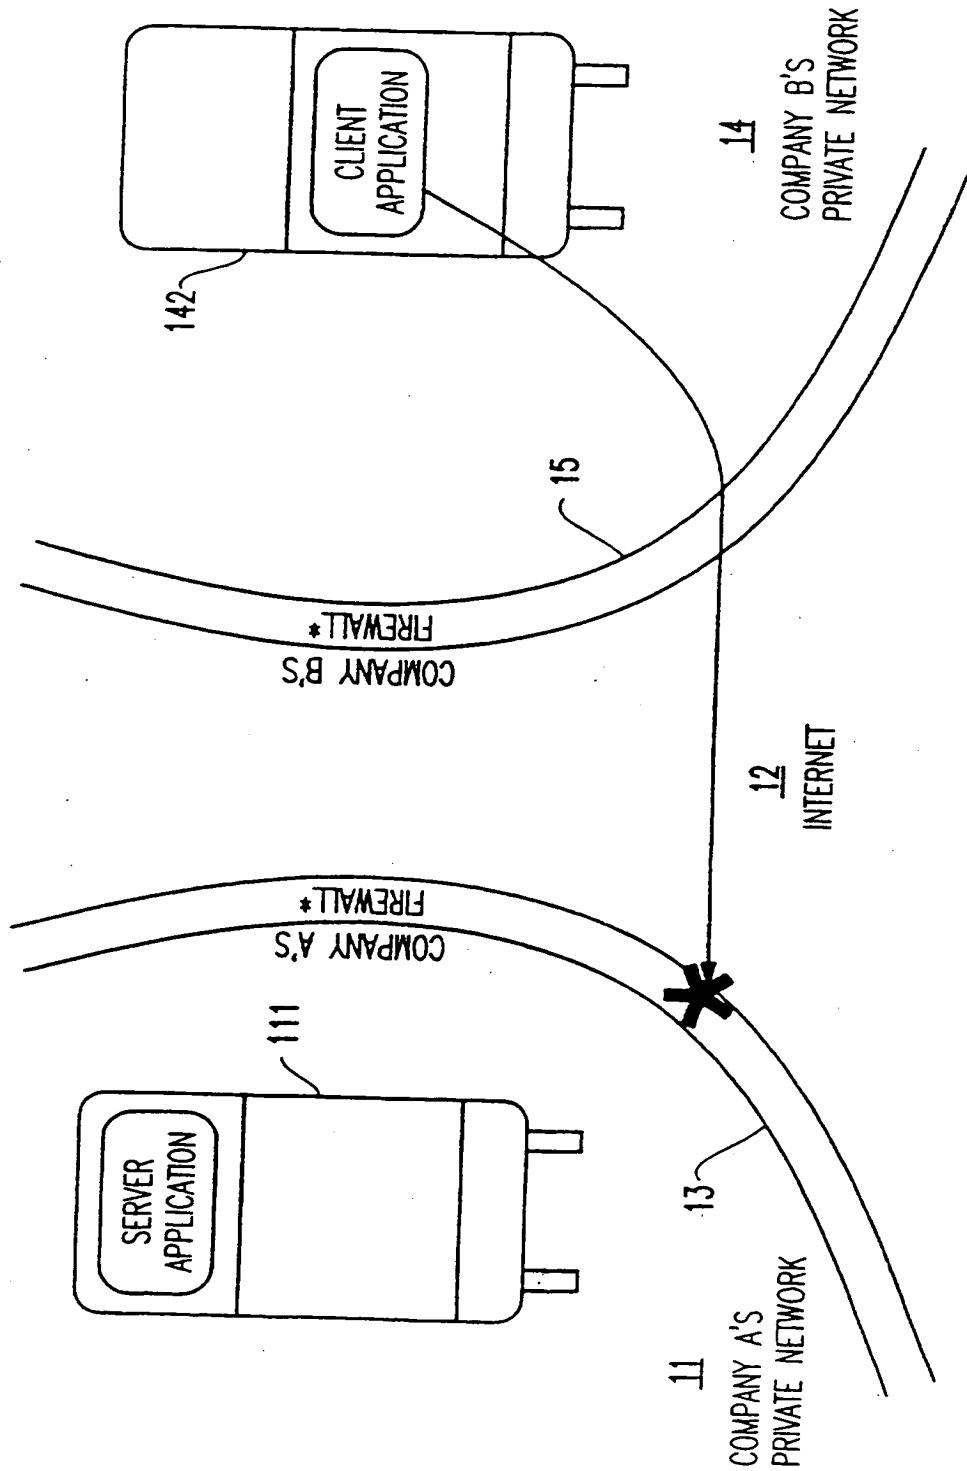 SERVER
APPLICATION
111
COMPANY A'S
FIREWALL*
13
11
COMPANY A'S
PRIVATE NETWORK
12
INTERNET
COMPANY B'S
FIREWALL*
15
142
CLIENT
APPLICATION
14
COMPANY B'S
PRIVATE NETWORK